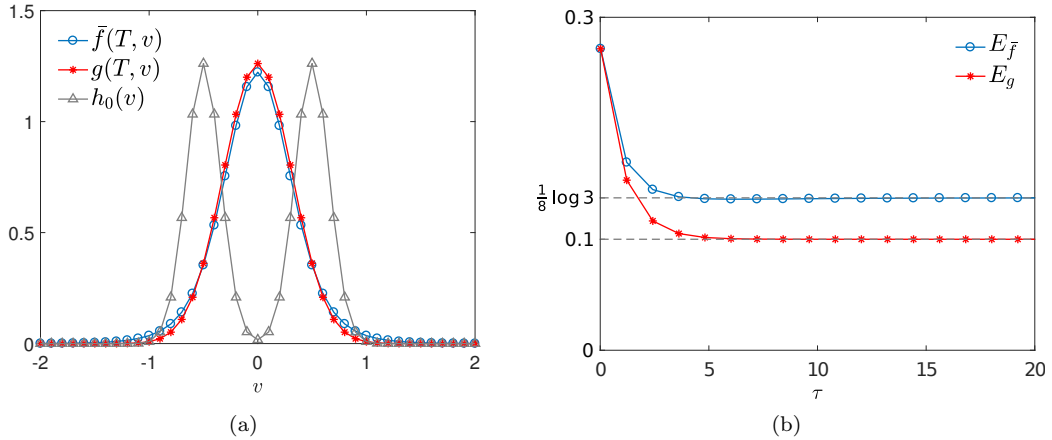 1.5
f̄(T, v)
g(T, v)
h₀(v)
1
0.5
0
-2 -1 0 1 2
v
(a)
0.3
E_f̄
E_g
1/8 log 3
0.1
0
0 5 10 15 20
τ
(b)